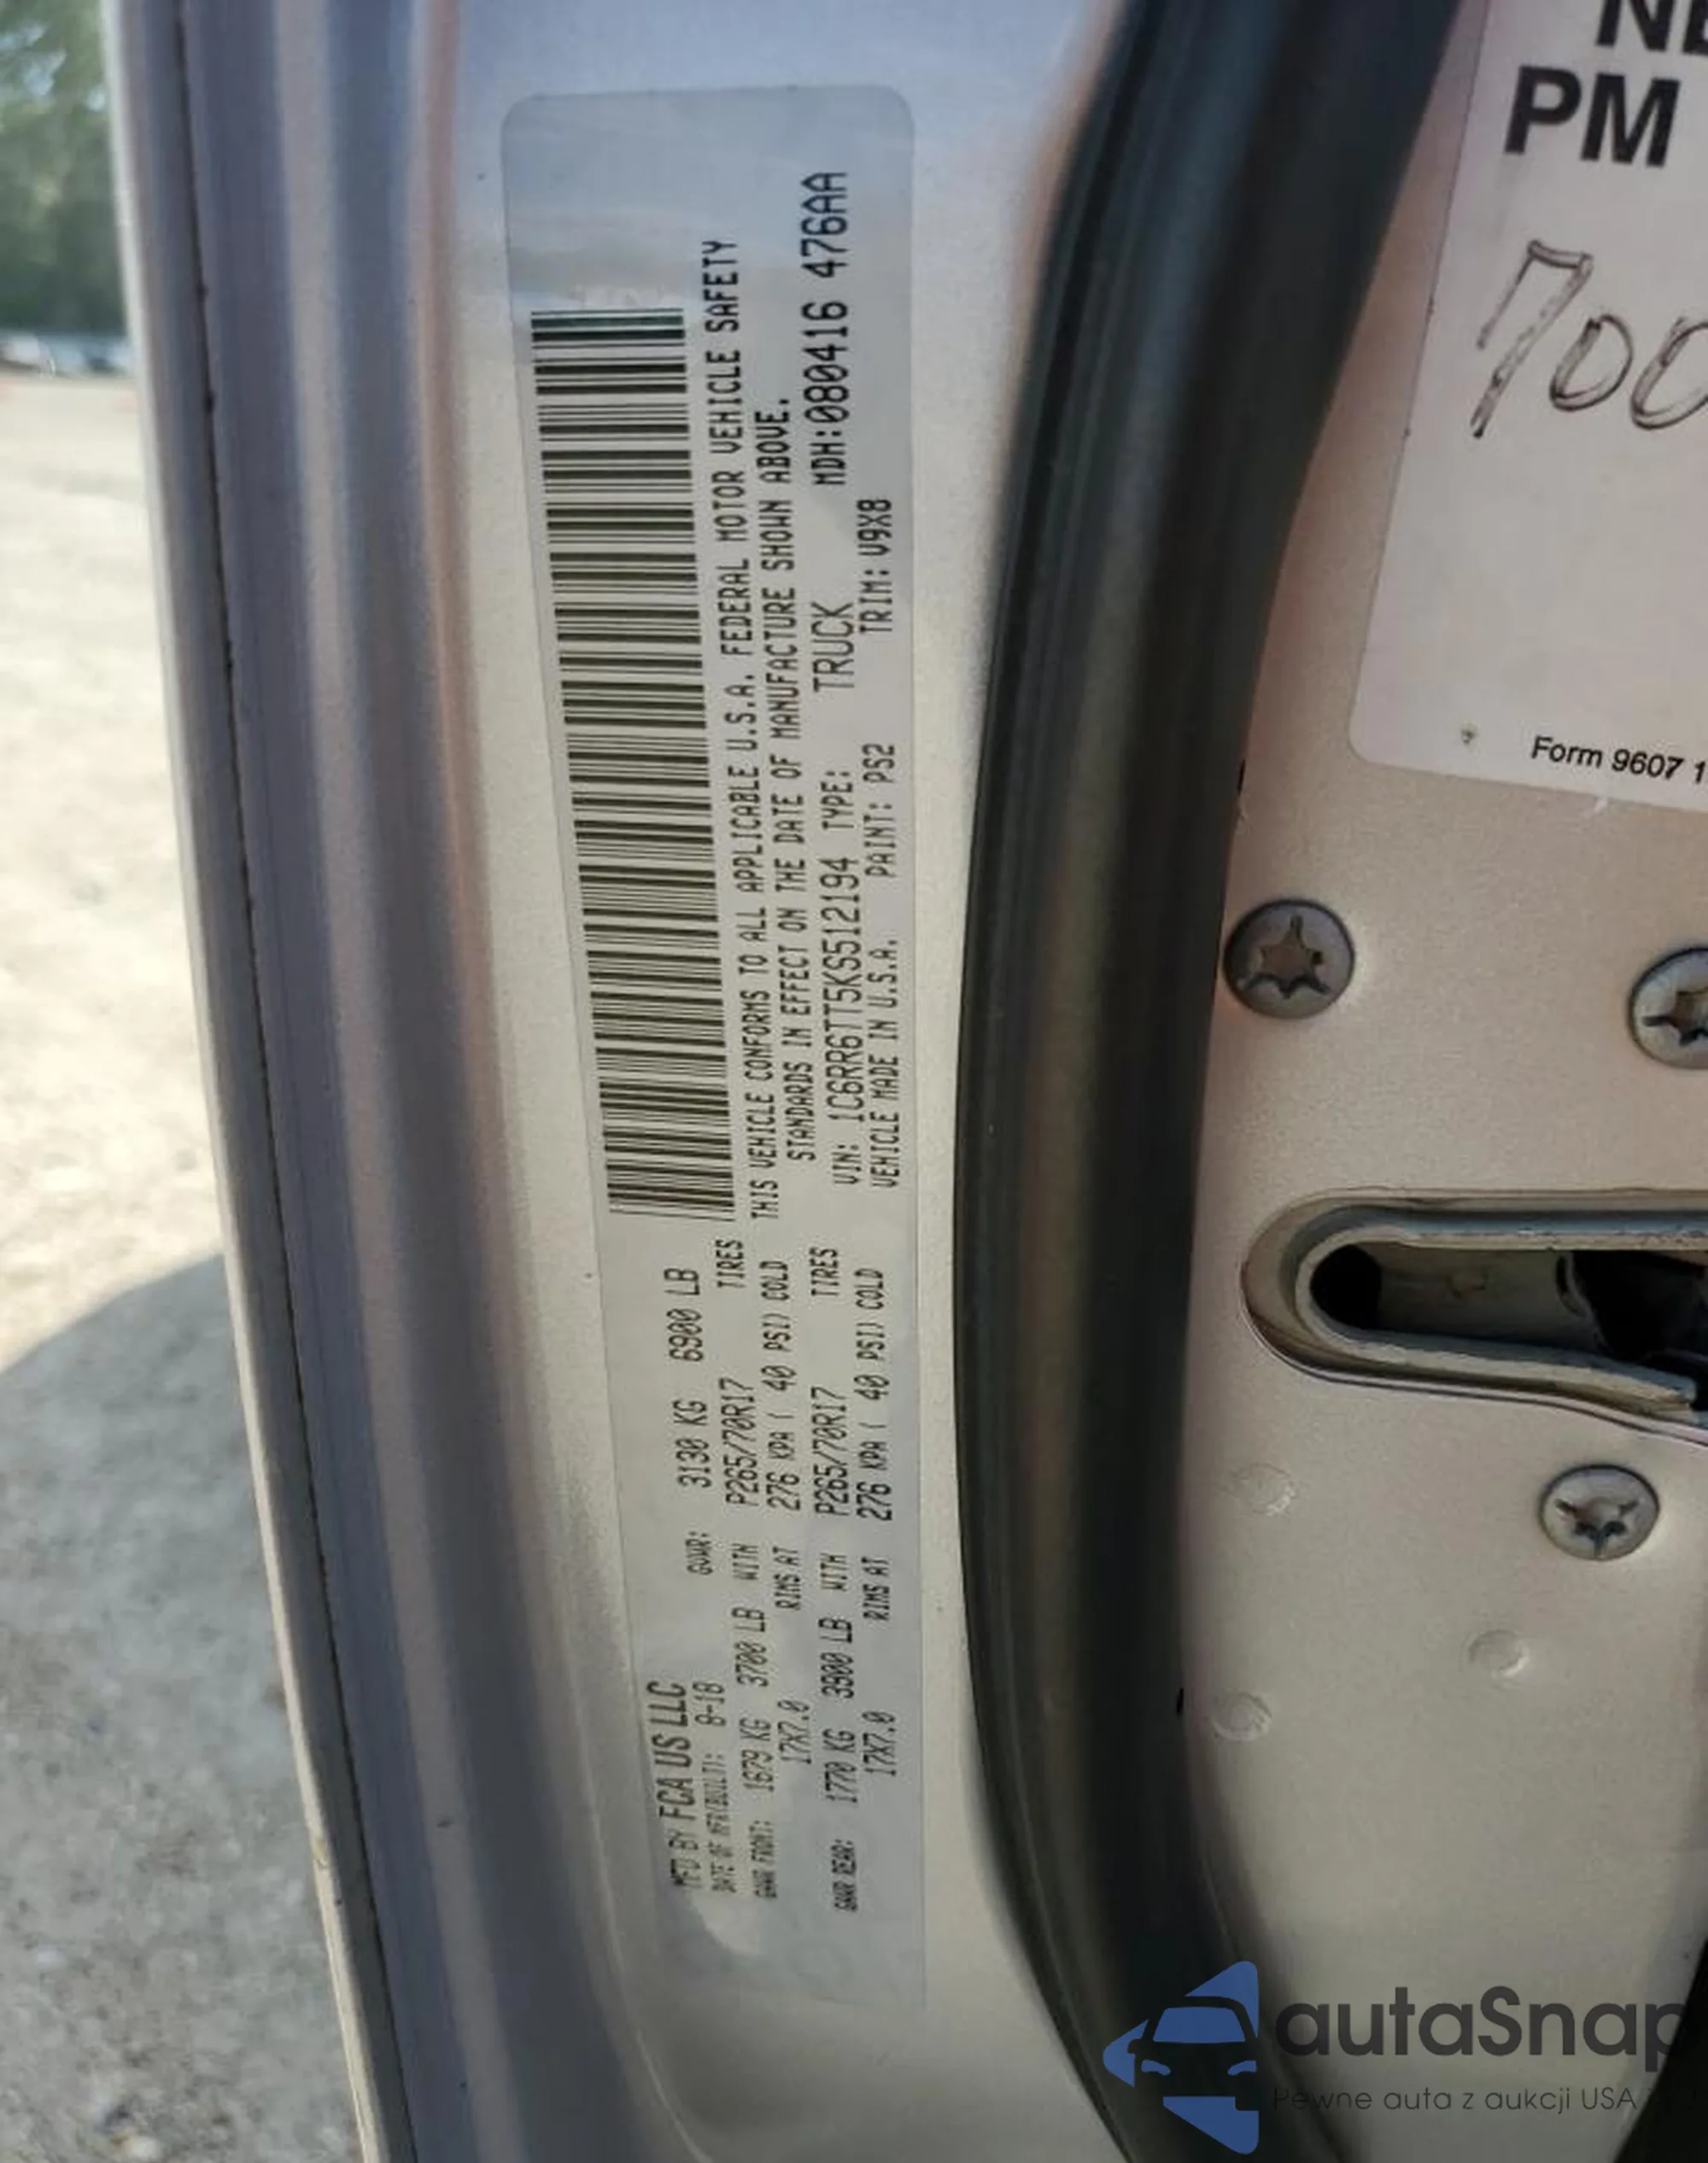 MFD BY FCA US LLC
DATE OF MFR(BUILT): 8-18
GVWR: 3130 KG 6900 LB
GAWR FRONT: 1679 KG 3700 LB WITH P265/70R17 TIRES
17X7.0 RIMS AT 276 KPA ( 40 PSI) COLD
GAWR REAR: 1770 KG 3900 LB WITH P265/70R17 TIRES
17X7.0 RIMS AT 276 KPA ( 40 PSI) COLD
THIS VEHICLE CONFORMS TO ALL APPLICABLE U.S.A. FEDERAL MOTOR VEHICLE SAFETY
STANDARDS IN EFFECT ON THE DATE OF MANUFACTURE SHOWN ABOVE.
VIN: 1C6RR6TT5KS512194 TYPE: TRUCK MDH:080416 476AA
VEHICLE MADE IN U.S.A. PAINT: PS2 TRIM: V9X8
PM
700
Form 9607 1
autaSnap
Pewne auta z aukcji USA